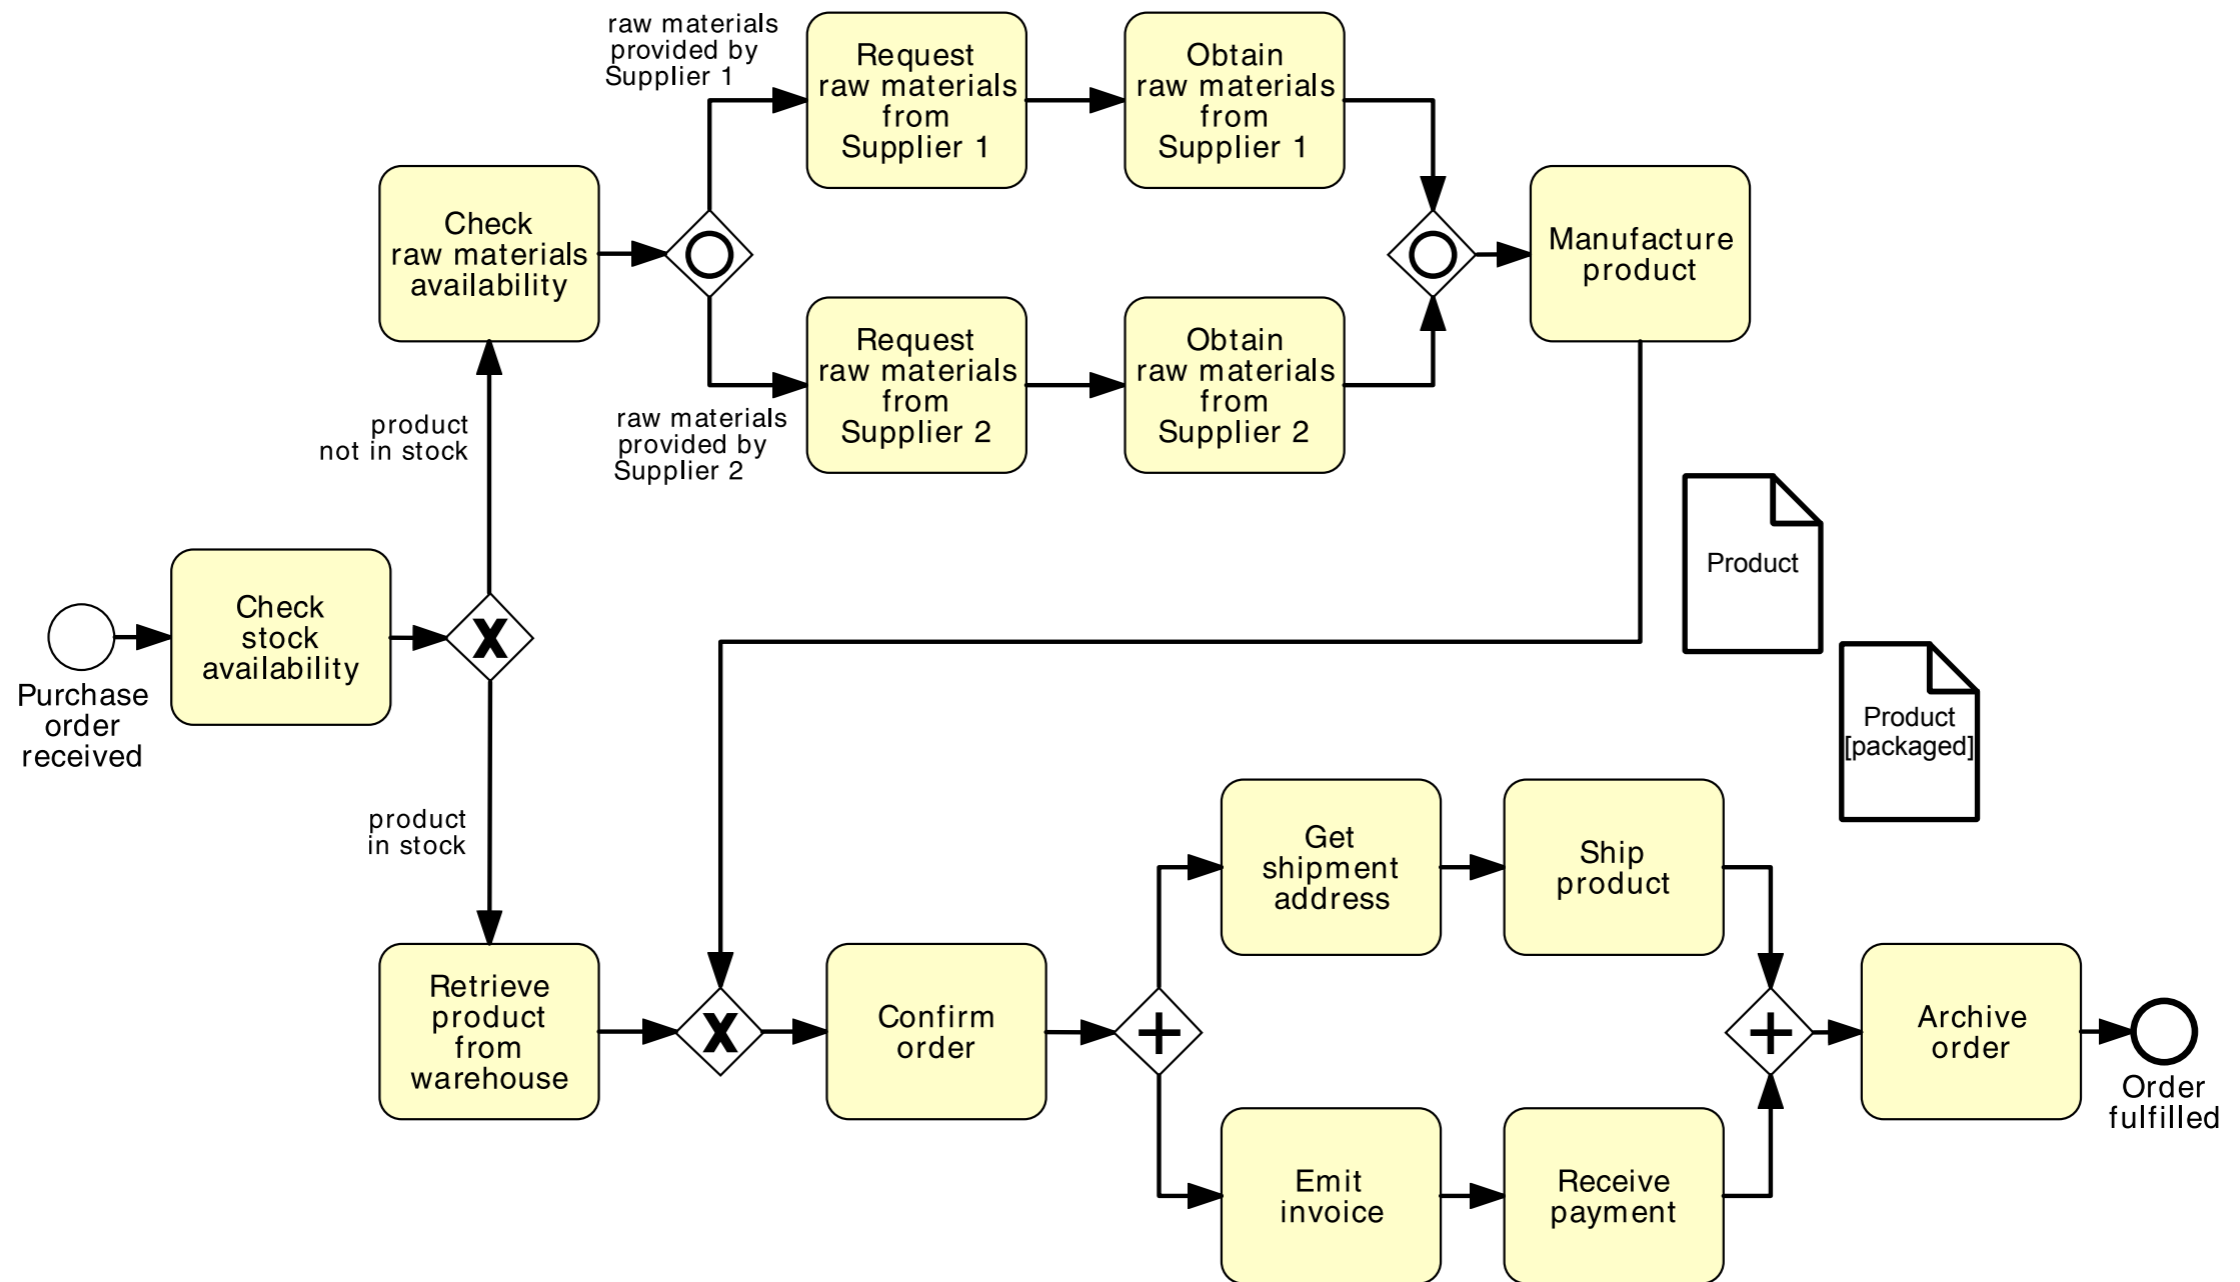 raw materials
provided by
Supplier 1
Request
raw materials
from
Supplier 1
Obtain
raw materials
from
Supplier 1
Check
raw materials
availability
Manufacture
product
raw materials
provided by
Supplier 2
Request
raw materials
from
Supplier 2
Obtain
raw materials
from
Supplier 2
product
not in stock
Product
Purchase
order
received
Check
stock
availability
X
Product
[packaged]
product
in stock
Get
shipment
address
Ship
product
Retrieve
product
from
warehouse
X
Confirm
order
+
+
Archive
order
Order
fulfilled
Emit
invoice
Receive
payment